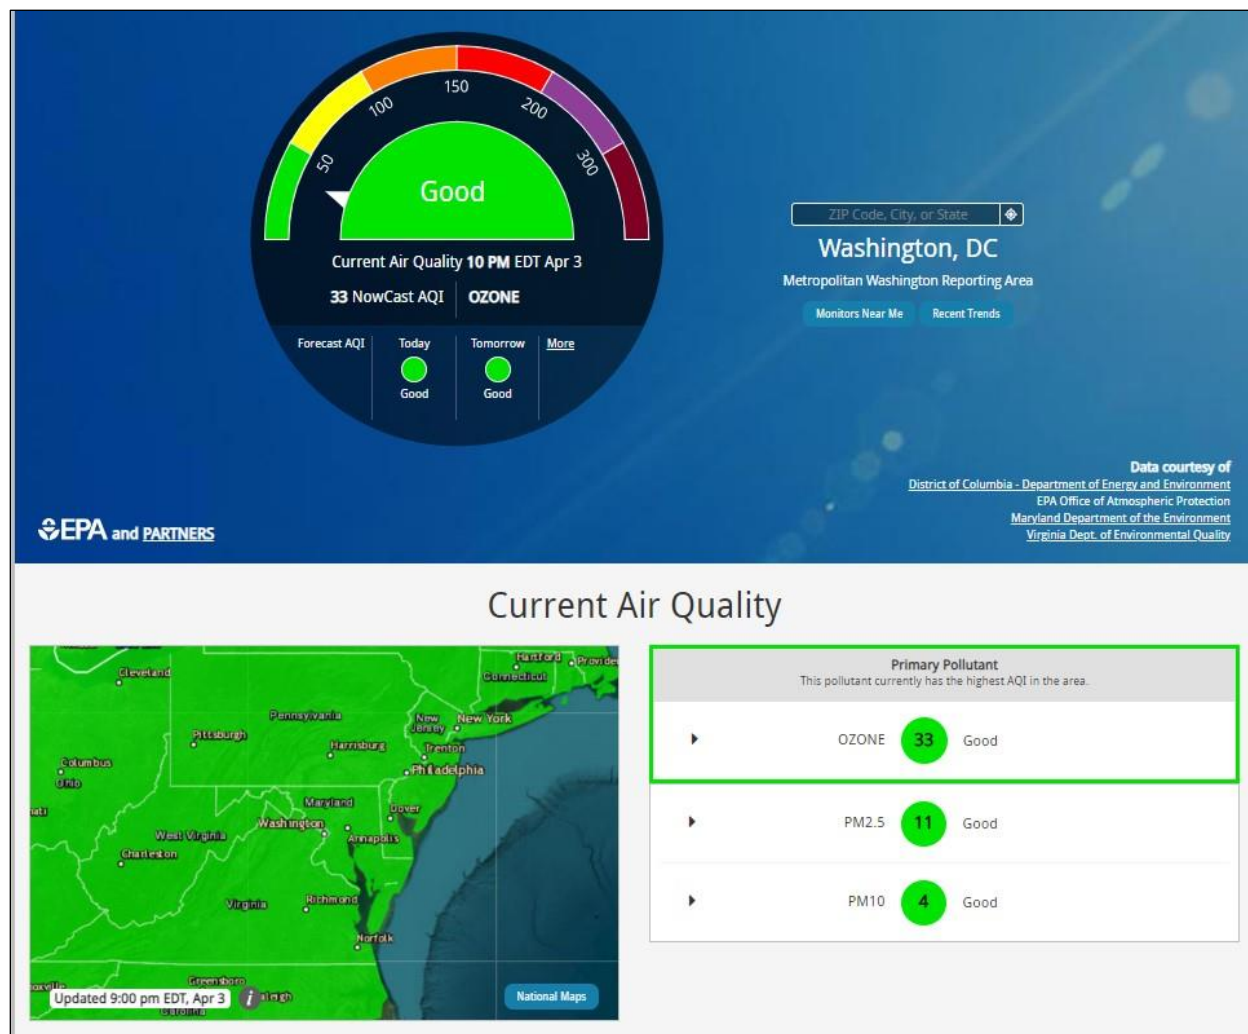 50
100
150
200
300
Good
Current Air Quality 10 PM EDT Apr 3
33 NowCast AQI
OZONE
Forecast AQI
Today
Good
Tomorrow
Good
More
ZIP Code, City, or State
Washington, DC
Metropolitan Washington Reporting Area
Monitors Near Me
Recent Trends
Data courtesy of
District of Columbia - Department of Energy and Environment
EPA Office of Atmospheric Protection
Maryland Department of the Environment
Virginia Dept. of Environmental Quality
EPA and PARTNERS
Current Air Quality
Cleveland
Hartford
Connecticut
Pennsylvania
New
Jersey
New York
Pittsburgh
Harrisburg
Trenton
Philadelphia
Columbus
Ohio
Maryland
Dover
Washington
Annapolis
West Virginia
Charleston
Virginia
Richmond
Norfolk
Greensboro
Updated 9:00 pm EDT, Apr 3
i
National Maps
Primary Pollutant
This pollutant currently has the highest AQI in the area.
OZONE 33 Good
PM2.5 11 Good
PM10 4 Good